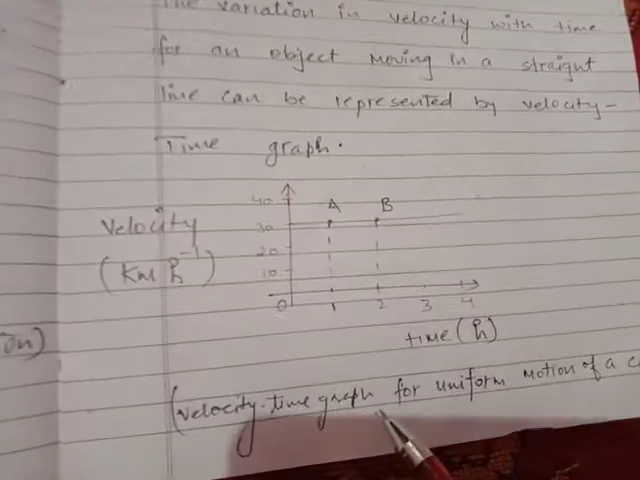 The variation in velocity with time
for an object moving in a straight
line can be represented by velocity-
Time graph.
40
A B
Velocity
30
20
(Km h⁻¹)
10
0 1 2 3 4
time (h)
on)
(velocity-time graph for uniform motion of a c